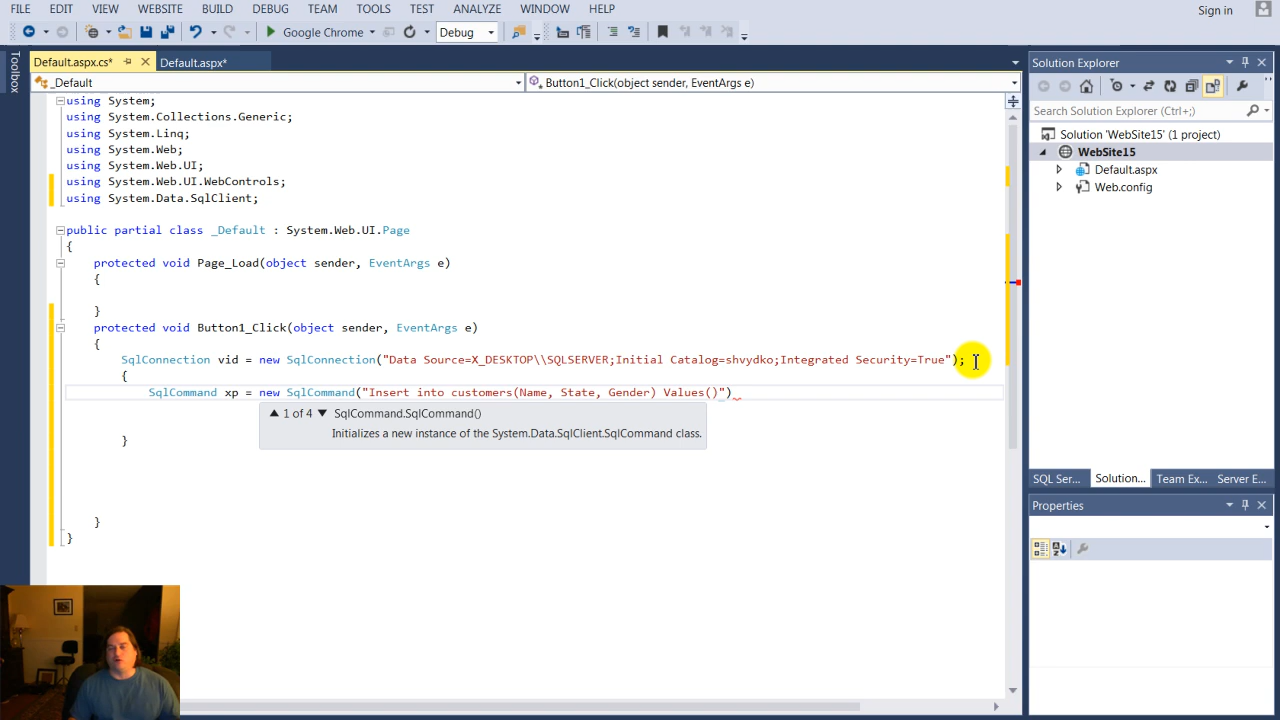 FILE EDIT VIEW WEBSITE BUILD DEBUG TEAM TOOLS TEST ANALYZE WINDOW HELP Sign in
Google Chrome Debug
Toolbox
Default.aspx.cs* Default.aspx*
_Default Button1_Click(object sender, EventArgs e)
using System;
using System.Collections.Generic;
using System.Linq;
using System.Web;
using System.Web.UI;
using System.Web.UI.WebControls;
using System.Data.SqlClient;
public partial class _Default : System.Web.UI.Page
{
protected void Page_Load(object sender, EventArgs e)
{
}
protected void Button1_Click(object sender, EventArgs e)
{
SqlConnection vid = new SqlConnection("Data Source=X_DESKTOP\\SQLSERVER;Initial Catalog=shvydko;Integrated Security=True");
{
SqlCommand xp = new SqlCommand("Insert into customers(Name, State, Gender) Values()")
1 of 4 SqlCommand.SqlCommand()
Initializes a new instance of the System.Data.SqlClient.SqlCommand class.
}
}
}
Solution Explorer
Search Solution Explorer (Ctrl+;)
Solution 'WebSite15' (1 project)
WebSite15
Default.aspx
Web.config
SQL Ser... Solution... Team Ex... Server E...
Properties